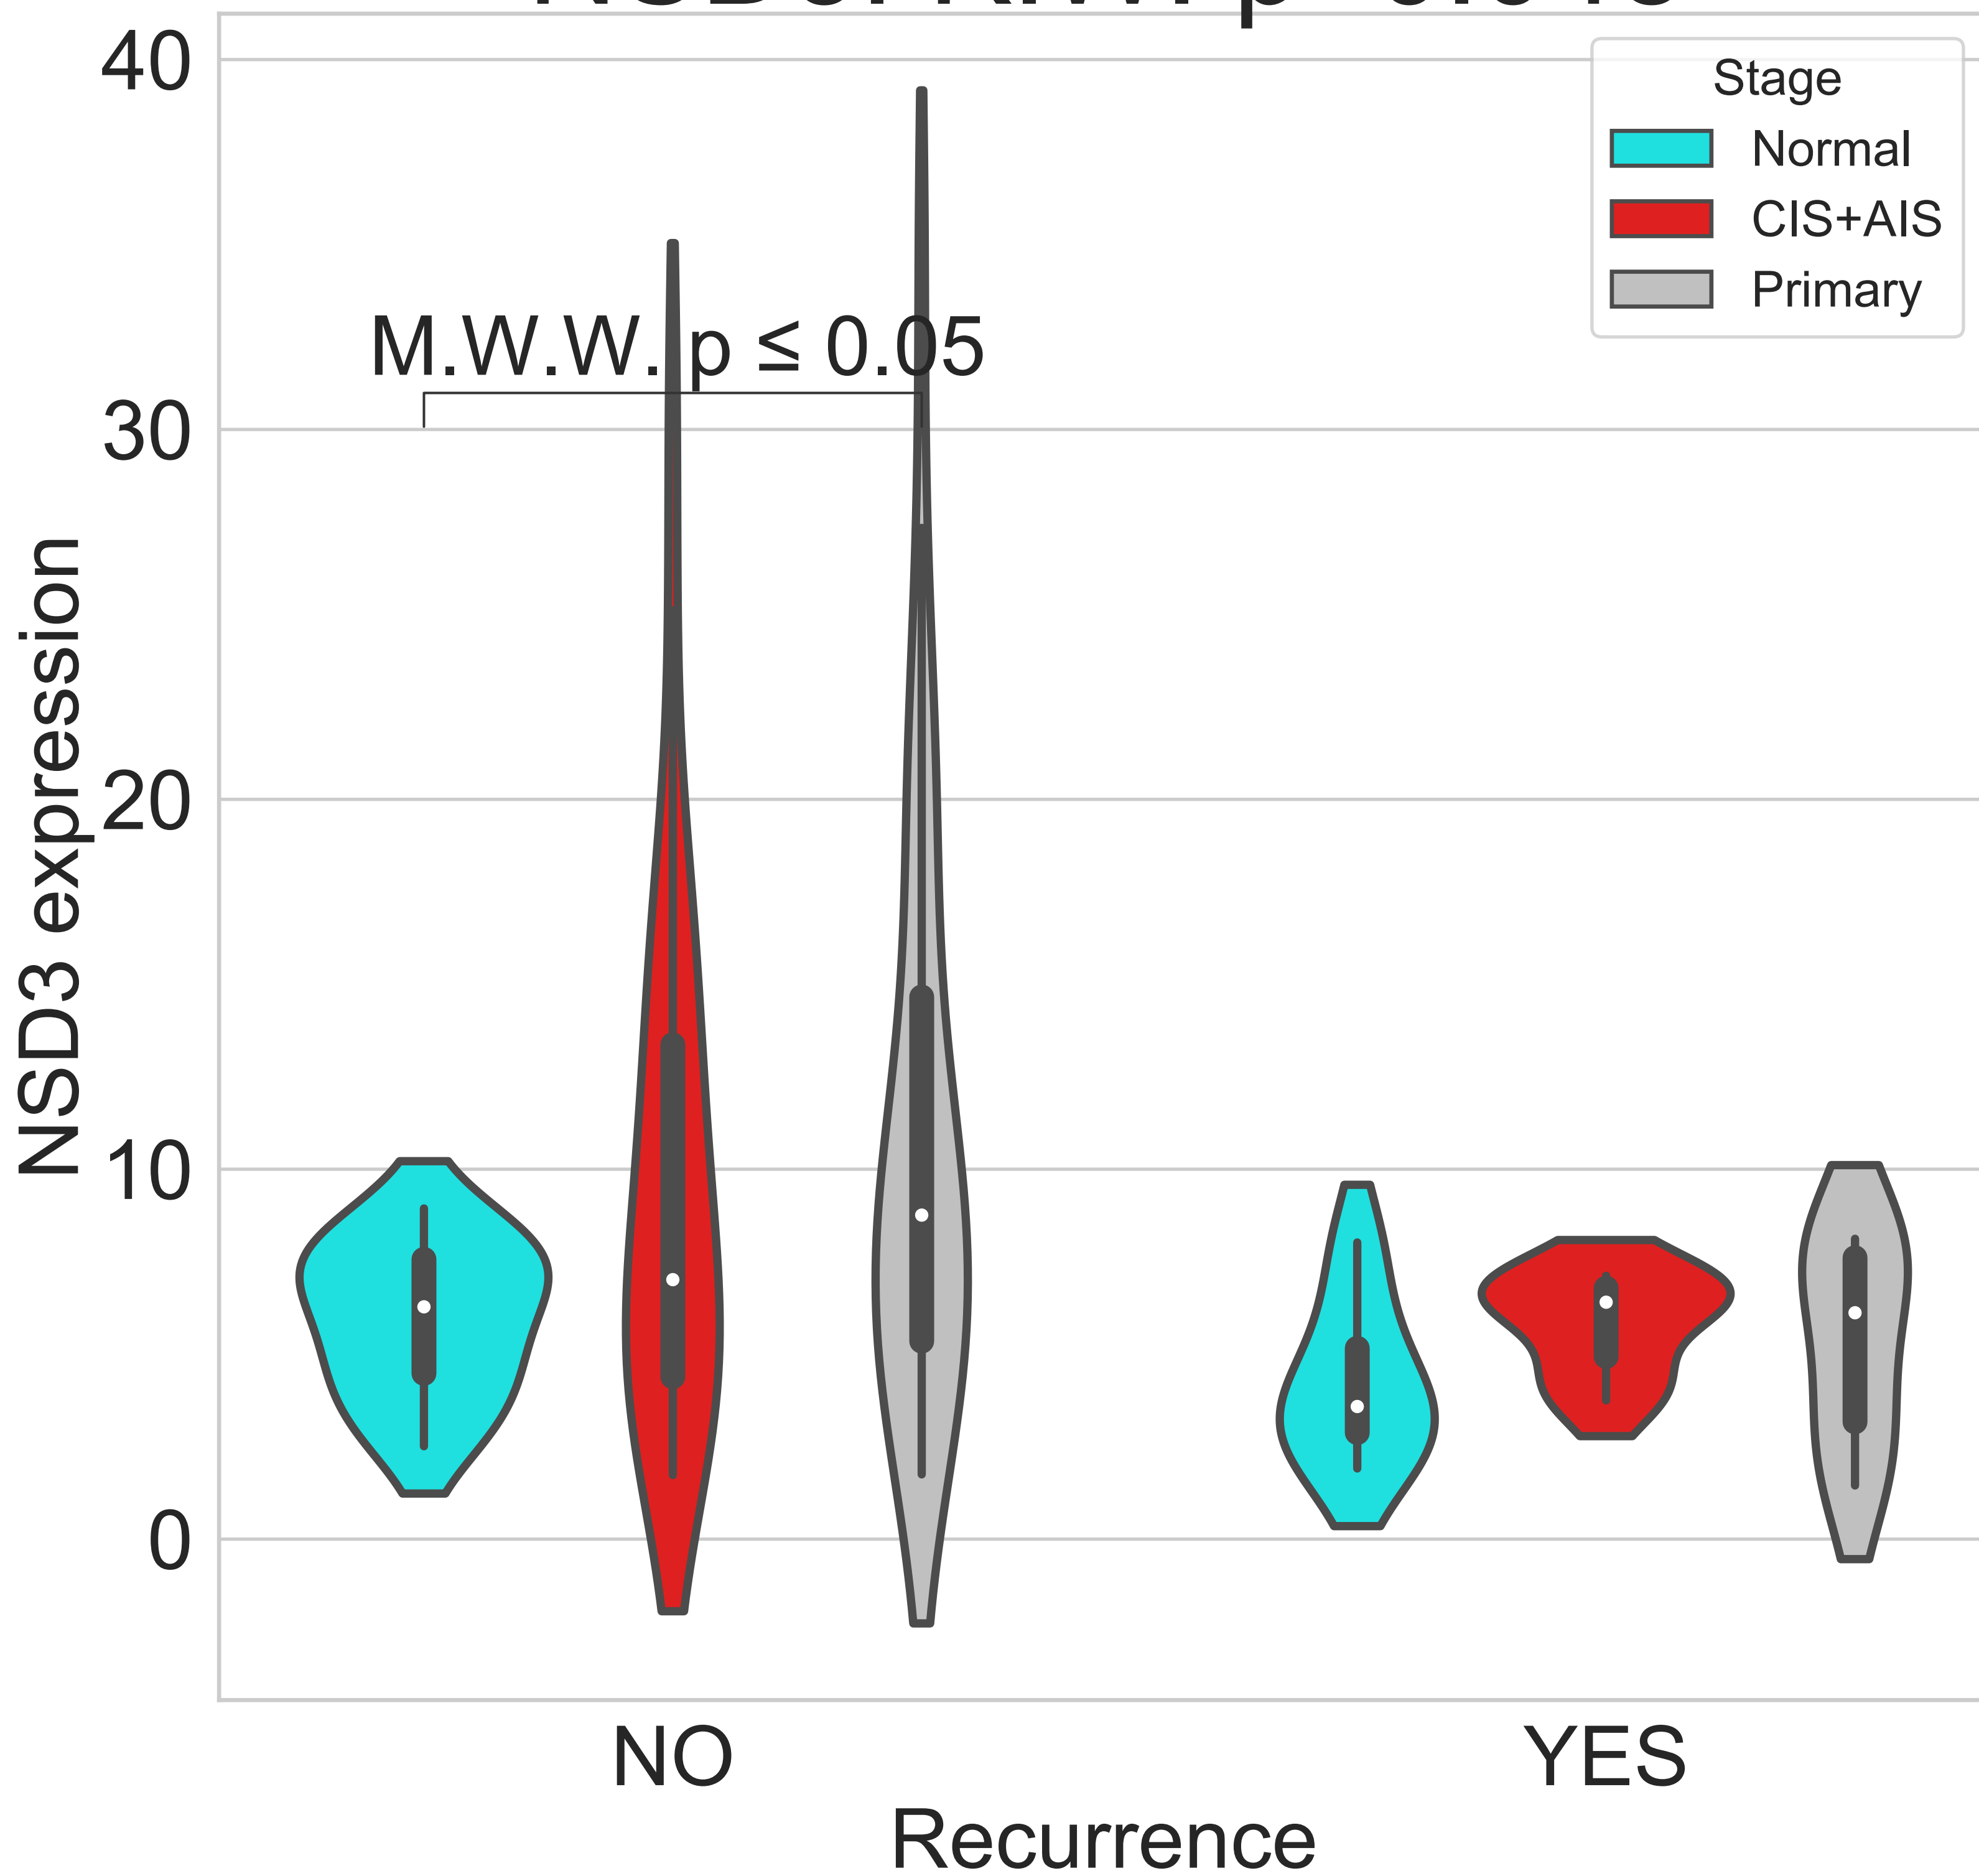 40
Stage
Normal
CIS+AIS
Primary
M.W.W. p ≤ 0.05
30
NSD3 expression
20
10
0
NO YES
Recurrence